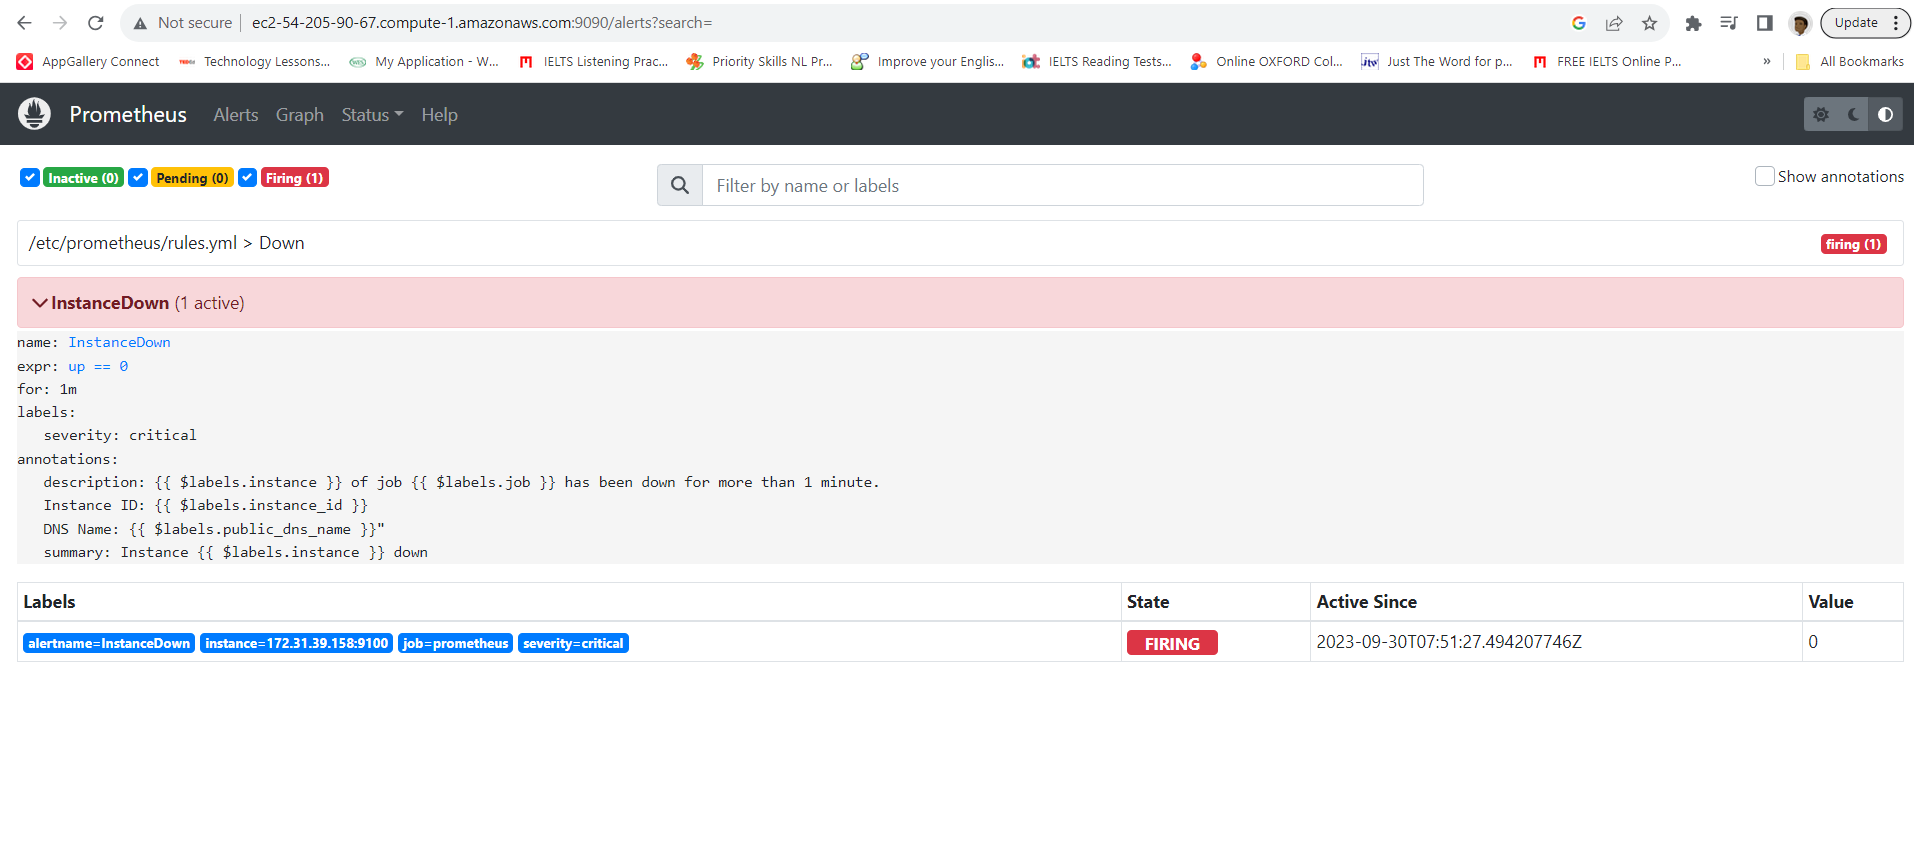 Not secure ec2-54-205-90-67.compute-1.amazonaws.com:9090/alerts?search= Update
AppGallery Connect Technology Lessons... My Application - W... IELTS Listening Prac... Priority Skills NL Pr... Improve your Englis... IELTS Reading Tests... Online OXFORD Col... Just The Word for p... FREE IELTS Online P... » All Bookmarks
Prometheus Alerts Graph Status Help
Inactive (0) Pending (0) Firing (1) Filter by name or labels Show annotations
/etc/prometheus/rules.yml > Down firing (1)
InstanceDown (1 active)
name: InstanceDown
expr: up == 0
for: 1m
labels:
severity: critical
annotations:
description: {{ $labels.instance }} of job {{ $labels.job }} has been down for more than 1 minute.
Instance ID: {{ $labels.instance_id }}
DNS Name: {{ $labels.public_dns_name }}"
summary: Instance {{ $labels.instance }} down
Labels State Active Since Value
alertname=InstanceDown instance=172.31.39.158:9100 job=prometheus severity=critical FIRING 2023-09-30T07:51:27.494207746Z 0